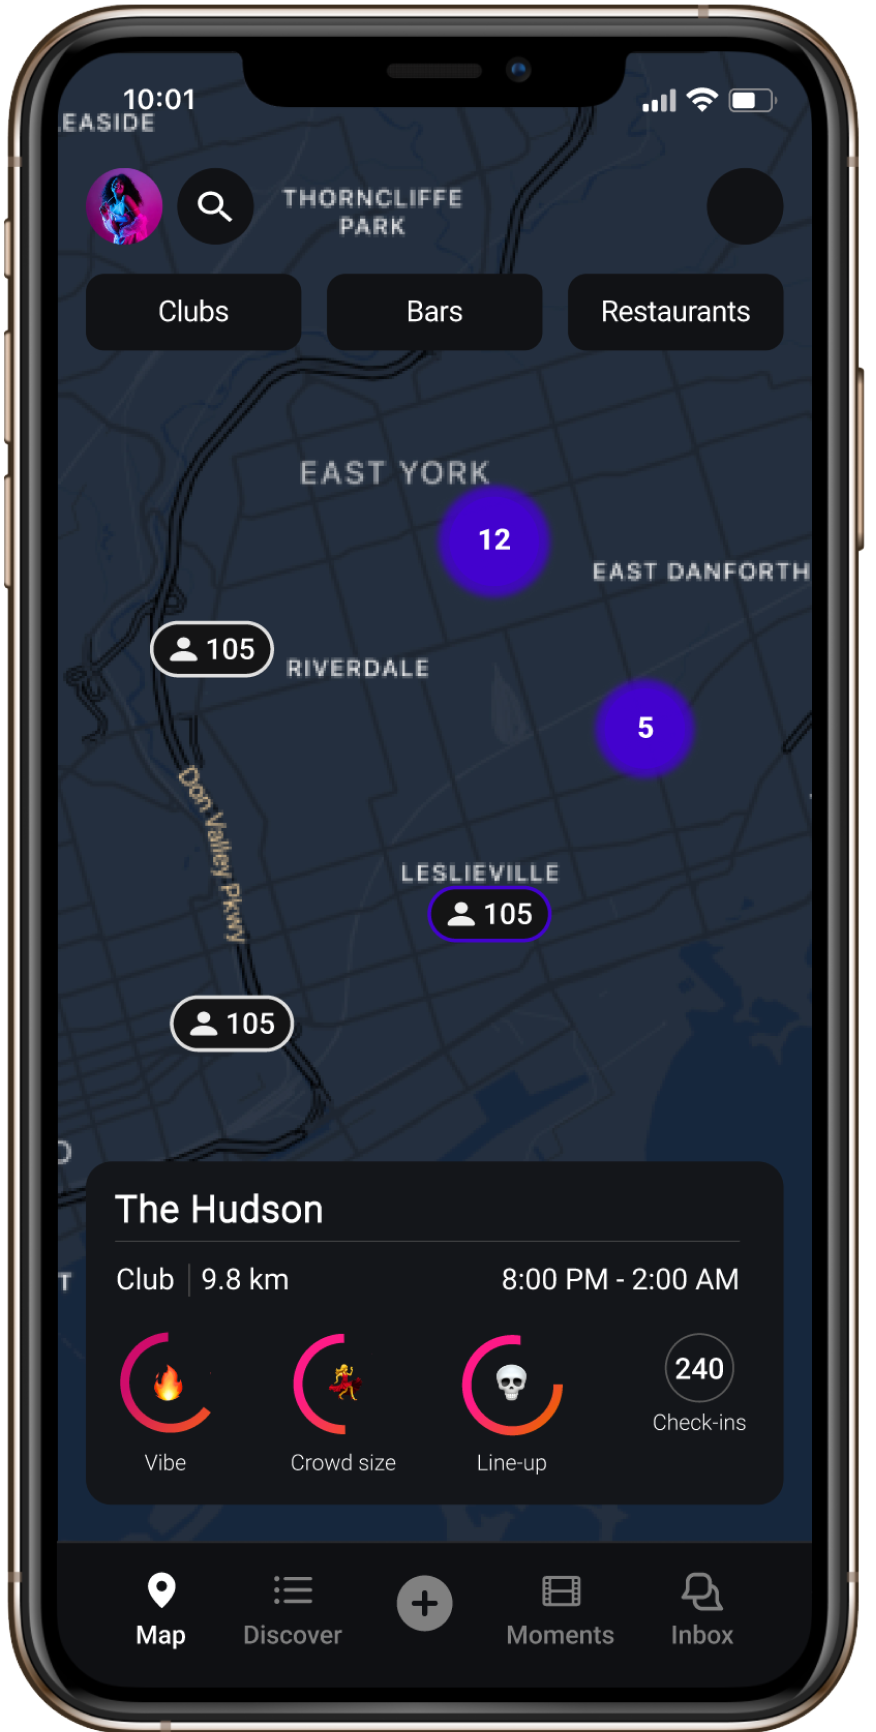 10:01
EASIDE
THORNCLIFFE
PARK
Clubs
Bars
Restaurants
EAST YORK
12
EAST DANFORTH
105
RIVERDALE
5
Don Valley Pkwy
LESLIEVILLE
105
105
O
The Hudson
Club | 9.8 km
8:00 PM - 2:00 AM
T
240
Check-ins
Vibe
Crowd size
Line-up
Map
Discover
Moments
Inbox